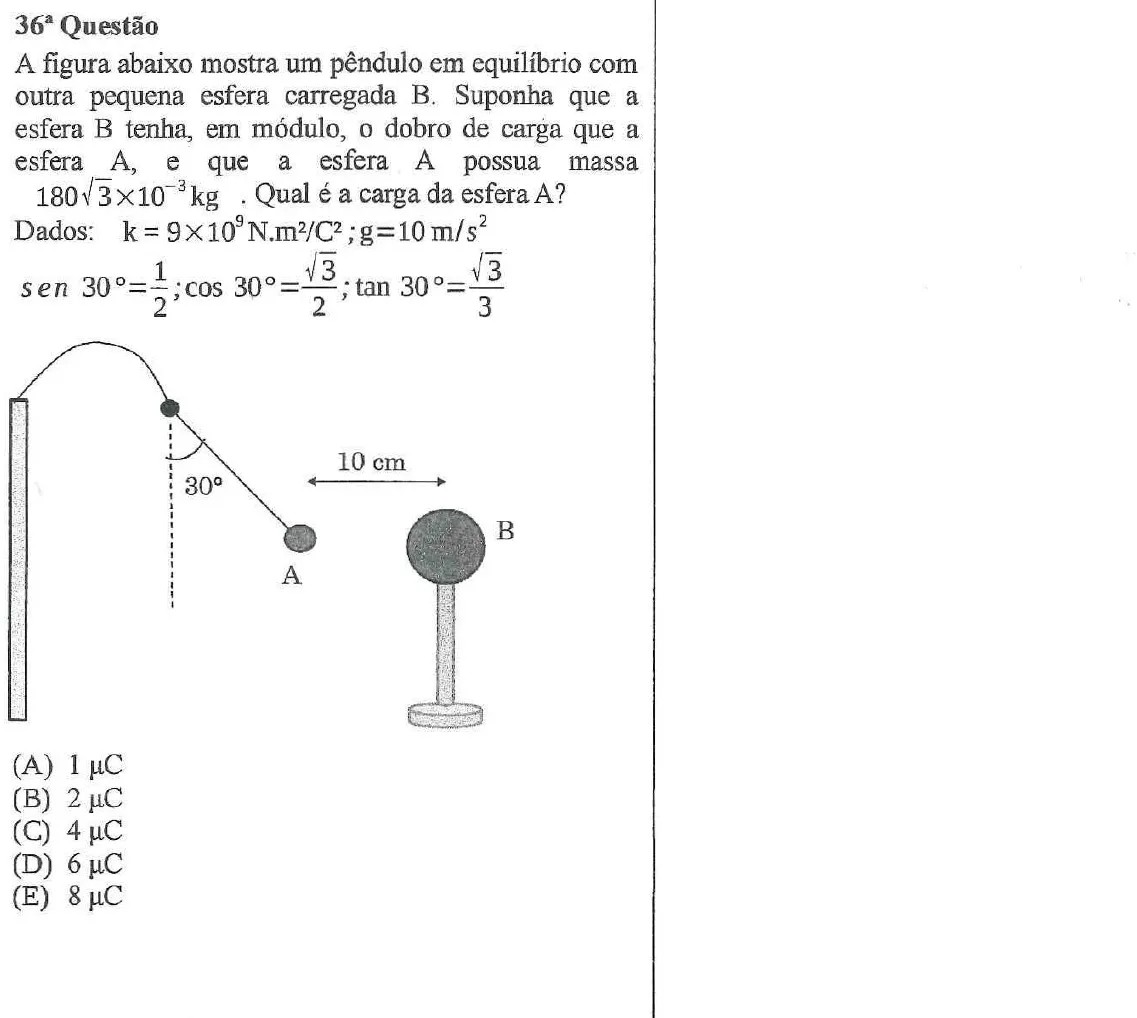 36ª Questão
A figura abaixo mostra um pêndulo em equilíbrio com
outra pequena esfera carregada B. Suponha que a
esfera B tenha, em módulo, o dobro de carga que a
esfera A, e que a esfera A possua massa
180√3×10⁻³kg . Qual é a carga da esfera A?
Dados: k = 9×10⁹N.m²/C² ; g=10 m/s²
sen 30°=1/2; cos 30°=√3/2; tan 30°=√3/3
10 cm
30°
B
A
(A) 1 µC
(B) 2 µC
(C) 4 µC
(D) 6 µC
(E) 8 µC